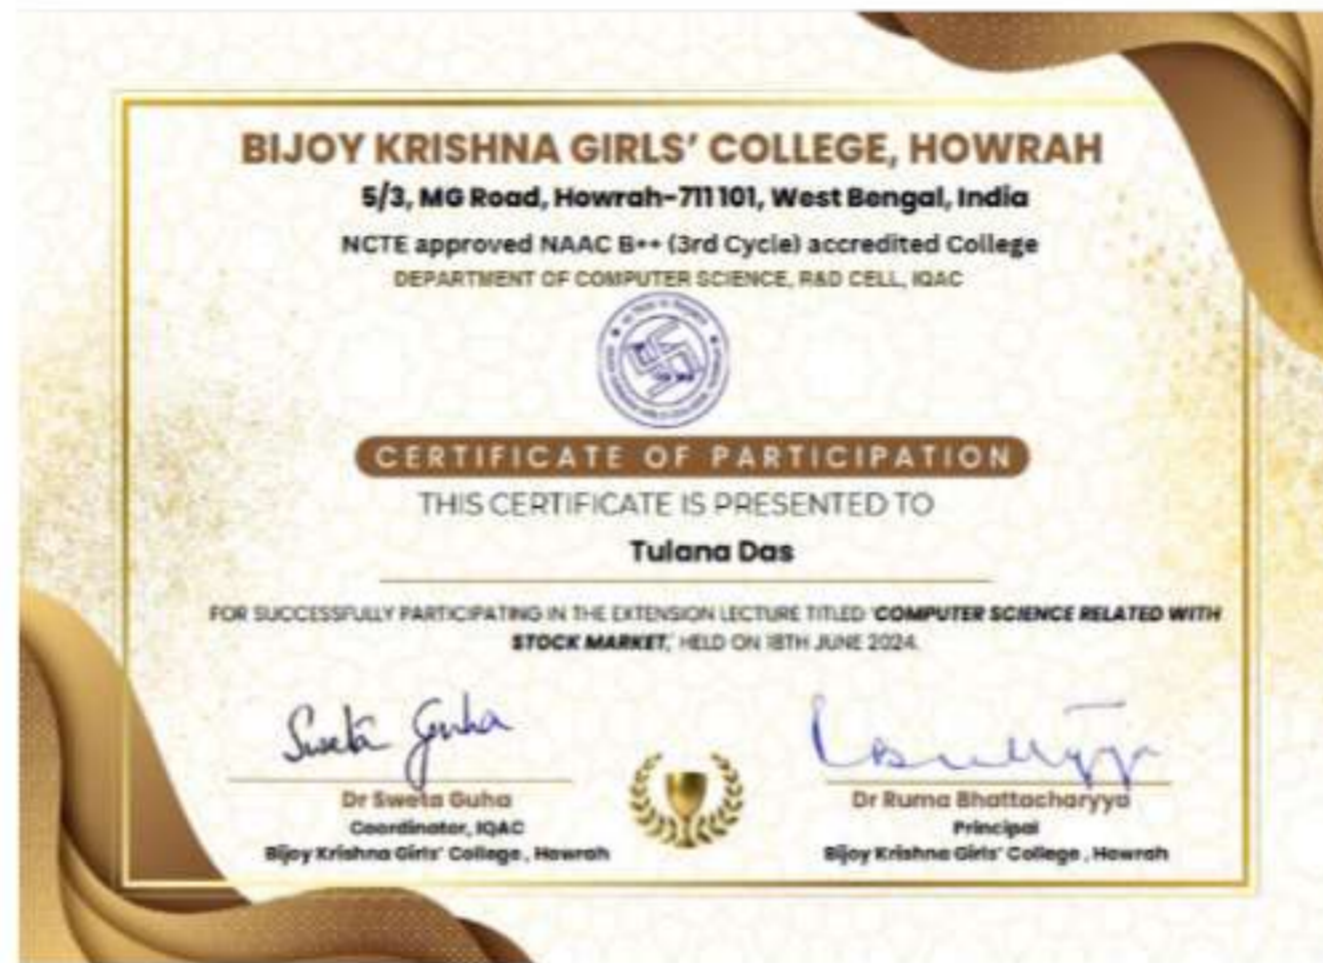 BIJOY KRISHNA GIRLS' COLLEGE, HOWRAH
5/3, MG Road, Howrah-711 101, West Bengal, India
NCTE approved NAAC B++ (3rd Cycle) accredited College
DEPARTMENT OF COMPUTER SCIENCE, R&D CELL, IQAC
CERTIFICATE OF PARTICIPATION
THIS CERTIFICATE IS PRESENTED TO
Tulana Das
FOR SUCCESSFULLY PARTICIPATING IN THE EXTENSION LECTURE TITLED 'COMPUTER SCIENCE RELATED WITH
STOCK MARKET,' HELD ON 18TH JUNE 2024.
Sweta Guha
Dr Sweta Guha
Coordinator, IQAC
Bijoy Krishna Girls' College , Howrah
Dr Ruma Bhattacharyya
Principal
Bijoy Krishna Girls' College , Howrah